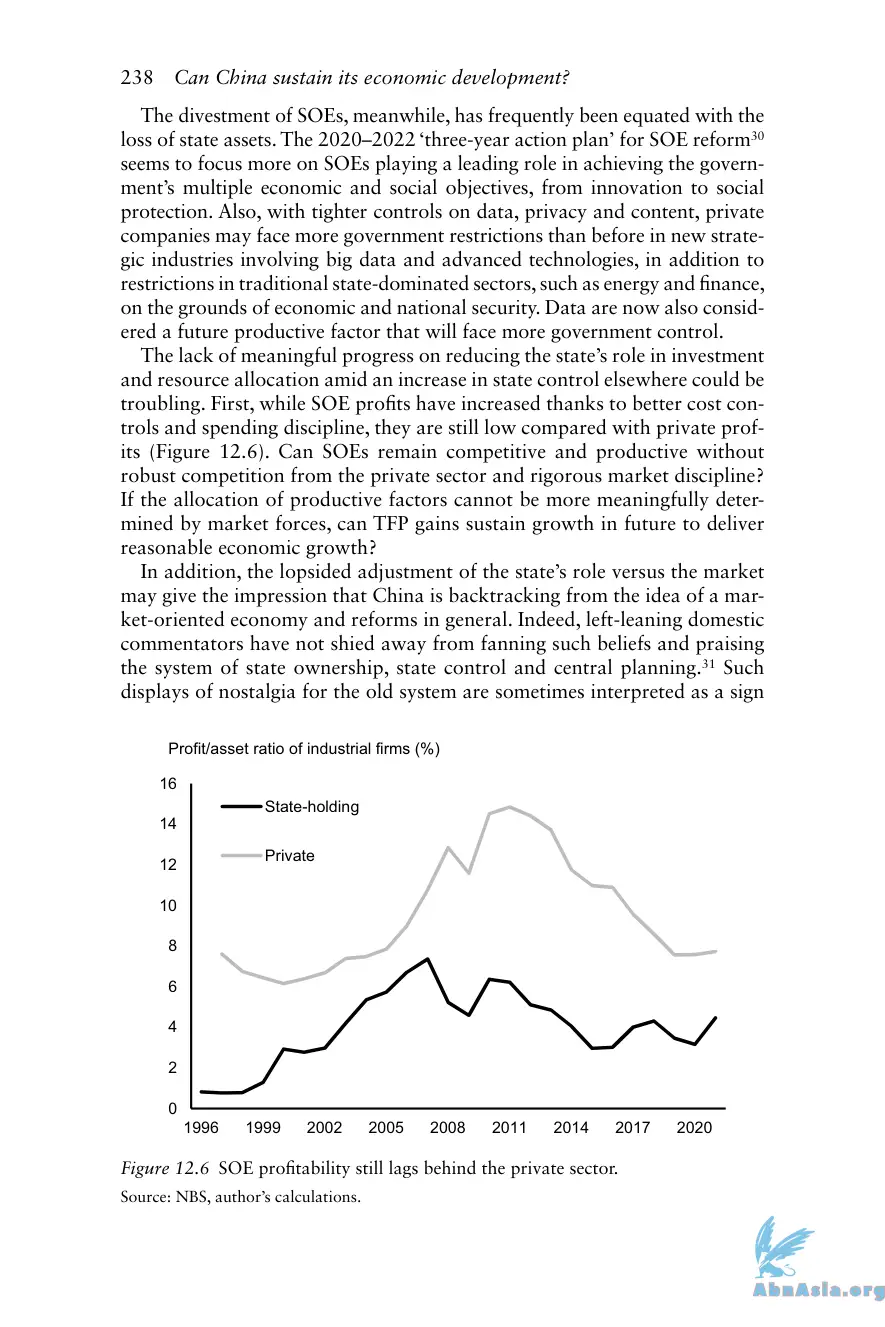 238 Can China sustain its economic development?
The divestment of SOEs, meanwhile, has frequently been equated with the
loss of state assets. The 2020–2022 ‘three-year action plan’ for SOE reform³⁰
seems to focus more on SOEs playing a leading role in achieving the govern-
ment’s multiple economic and social objectives, from innovation to social
protection. Also, with tighter controls on data, privacy and content, private
companies may face more government restrictions than before in new strate-
gic industries involving big data and advanced technologies, in addition to
restrictions in traditional state-dominated sectors, such as energy and finance,
on the grounds of economic and national security. Data are now also consid-
ered a future productive factor that will face more government control.
The lack of meaningful progress on reducing the state’s role in investment
and resource allocation amid an increase in state control elsewhere could be
troubling. First, while SOE profits have increased thanks to better cost con-
trols and spending discipline, they are still low compared with private prof-
its (Figure 12.6). Can SOEs remain competitive and productive without
robust competition from the private sector and rigorous market discipline?
If the allocation of productive factors cannot be more meaningfully deter-
mined by market forces, can TFP gains sustain growth in future to deliver
reasonable economic growth?
In addition, the lopsided adjustment of the state’s role versus the market
may give the impression that China is backtracking from the idea of a mar-
ket-oriented economy and reforms in general. Indeed, left-leaning domestic
commentators have not shied away from fanning such beliefs and praising
the system of state ownership, state control and central planning.³¹ Such
displays of nostalgia for the old system are sometimes interpreted as a sign
Profit/asset ratio of industrial firms (%)
16
State-holding
14
Private
12
10
8
6
4
2
0
1996 1999 2002 2005 2008 2011 2014 2017 2020
Figure 12.6 SOE profitability still lags behind the private sector.
Source: NBS, author’s calculations.
AbnAsia.org